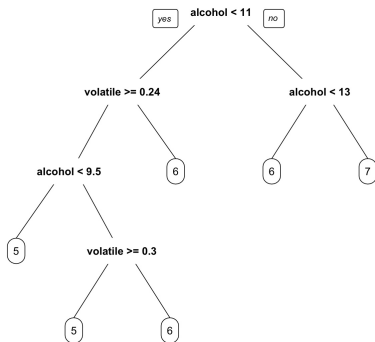 yes alcohol < 11 no
volatile >= 0.24 alcohol < 13
alcohol < 9.5 6 6 7
5 volatile >= 0.3
5 6